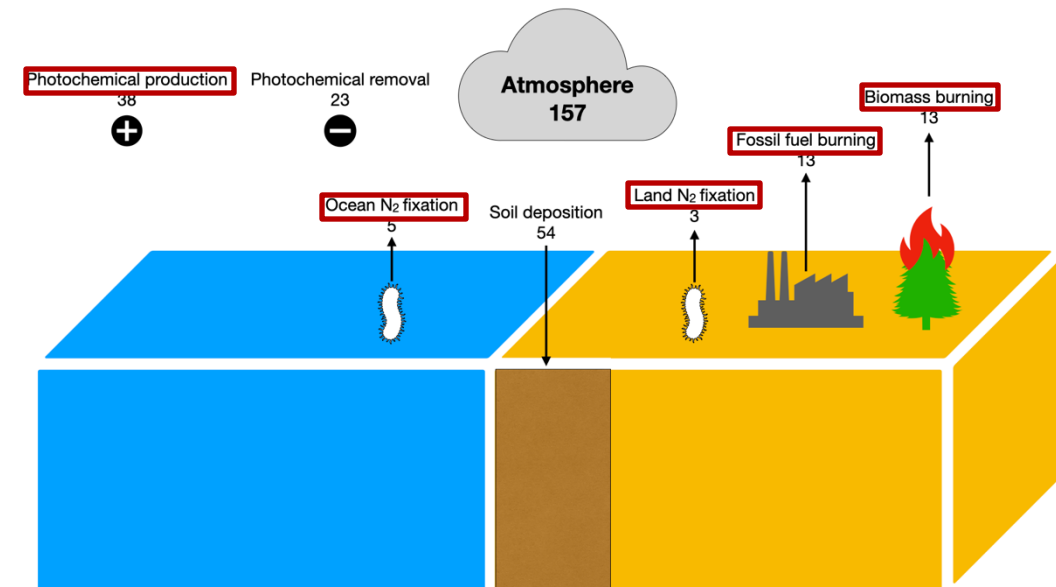 Atmosphere
157
Photochemical production
38
Photochemical removal
23
Biomass burning
13
Fossil fuel burning
13
Land N₂ fixation
3
Ocean N₂ fixation
5
Soil deposition
54